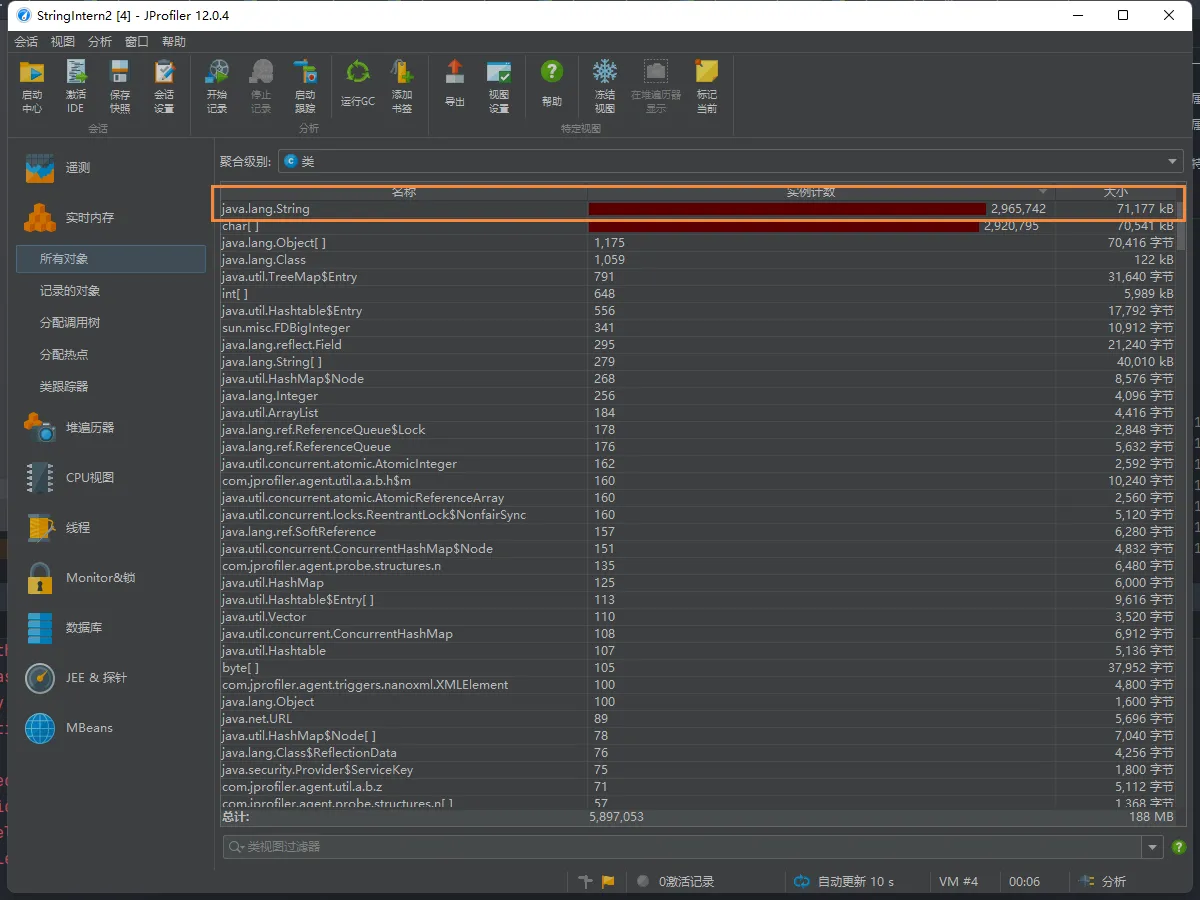 StringIntern2 [4] - JProfiler 12.0.4
会话 视图 分析 窗口 帮助
启动中心 激活IDE 保存快照 会话设置 开始记录 停止记录 启动跟踪 运行GC 添加书签 导出 视图设置 帮助 冻结视图 在堆遍历器显示 标记当前
会话 分析 特定视图
遥测
实时内存
所有对象
记录的对象
分配调用树
分配热点
类跟踪器
堆遍历器
CPU视图
线程
Monitor&锁
数据库
JEE & 探针
MBeans
聚合级别: 类
名称 实例计数 大小
java.lang.String 2,965,742 71,177 kB
char[ ] 2,920,795 70,541 kB
java.lang.Object[ ] 1,175 70,416 字节
java.lang.Class 1,059 122 kB
java.util.TreeMap$Entry 791 31,640 字节
int[ ] 648 5,989 kB
java.util.Hashtable$Entry 556 17,792 字节
sun.misc.FDBigInteger 341 10,912 字节
java.lang.reflect.Field 295 21,240 字节
java.lang.String[ ] 279 40,010 kB
java.util.HashMap$Node 268 8,576 字节
java.lang.Integer 256 4,096 字节
java.util.ArrayList 184 4,416 字节
java.lang.ref.ReferenceQueue$Lock 178 2,848 字节
java.lang.ref.ReferenceQueue 176 5,632 字节
java.util.concurrent.atomic.AtomicInteger 162 2,592 字节
com.jprofiler.agent.util.a.a.b.h$m 160 10,240 字节
java.util.concurrent.atomic.AtomicReferenceArray 160 2,560 字节
java.util.concurrent.locks.ReentrantLock$NonfairSync 160 5,120 字节
java.lang.ref.SoftReference 157 6,280 字节
java.util.concurrent.ConcurrentHashMap$Node 151 4,832 字节
com.jprofiler.agent.probe.structures.n 135 6,480 字节
java.util.HashMap 125 6,000 字节
java.util.Hashtable$Entry[ ] 113 9,616 字节
java.util.Vector 110 3,520 字节
java.util.concurrent.ConcurrentHashMap 108 6,912 字节
java.util.Hashtable 107 5,136 字节
byte[ ] 105 37,952 字节
com.jprofiler.agent.triggers.nanoxml.XMLElement 100 4,800 字节
java.lang.Object 100 1,600 字节
java.net.URL 89 5,696 字节
java.util.HashMap$Node[ ] 78 7,040 字节
java.lang.Class$ReflectionData 76 4,256 字节
java.security.Provider$ServiceKey 75 1,800 字节
com.jprofiler.agent.util.a.b.z 71 5,112 字节
com.jprofiler.agent.probe.structures.n[ ] 57 1,368 字节
总计: 5,897,053 188 MB
类视图过滤器
0激活记录 自动更新 10 s VM #4 00:06 分析